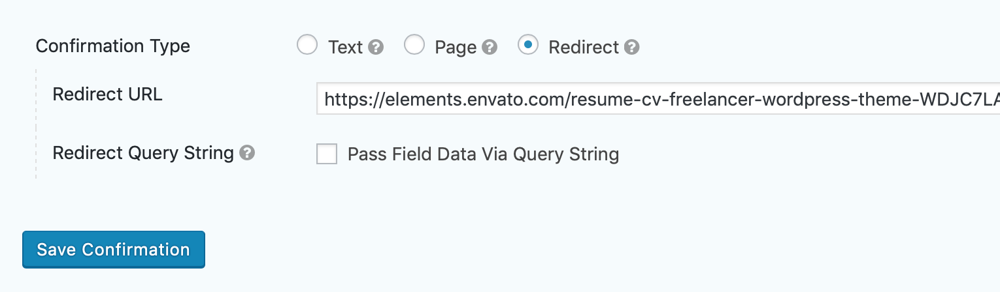 Confirmation Type Text ? Page ? Redirect ?
Redirect URL https://elements.envato.com/resume-cv-freelancer-wordpress-theme-WDJC7LA
Redirect Query String ? Pass Field Data Via Query String
Save Confirmation